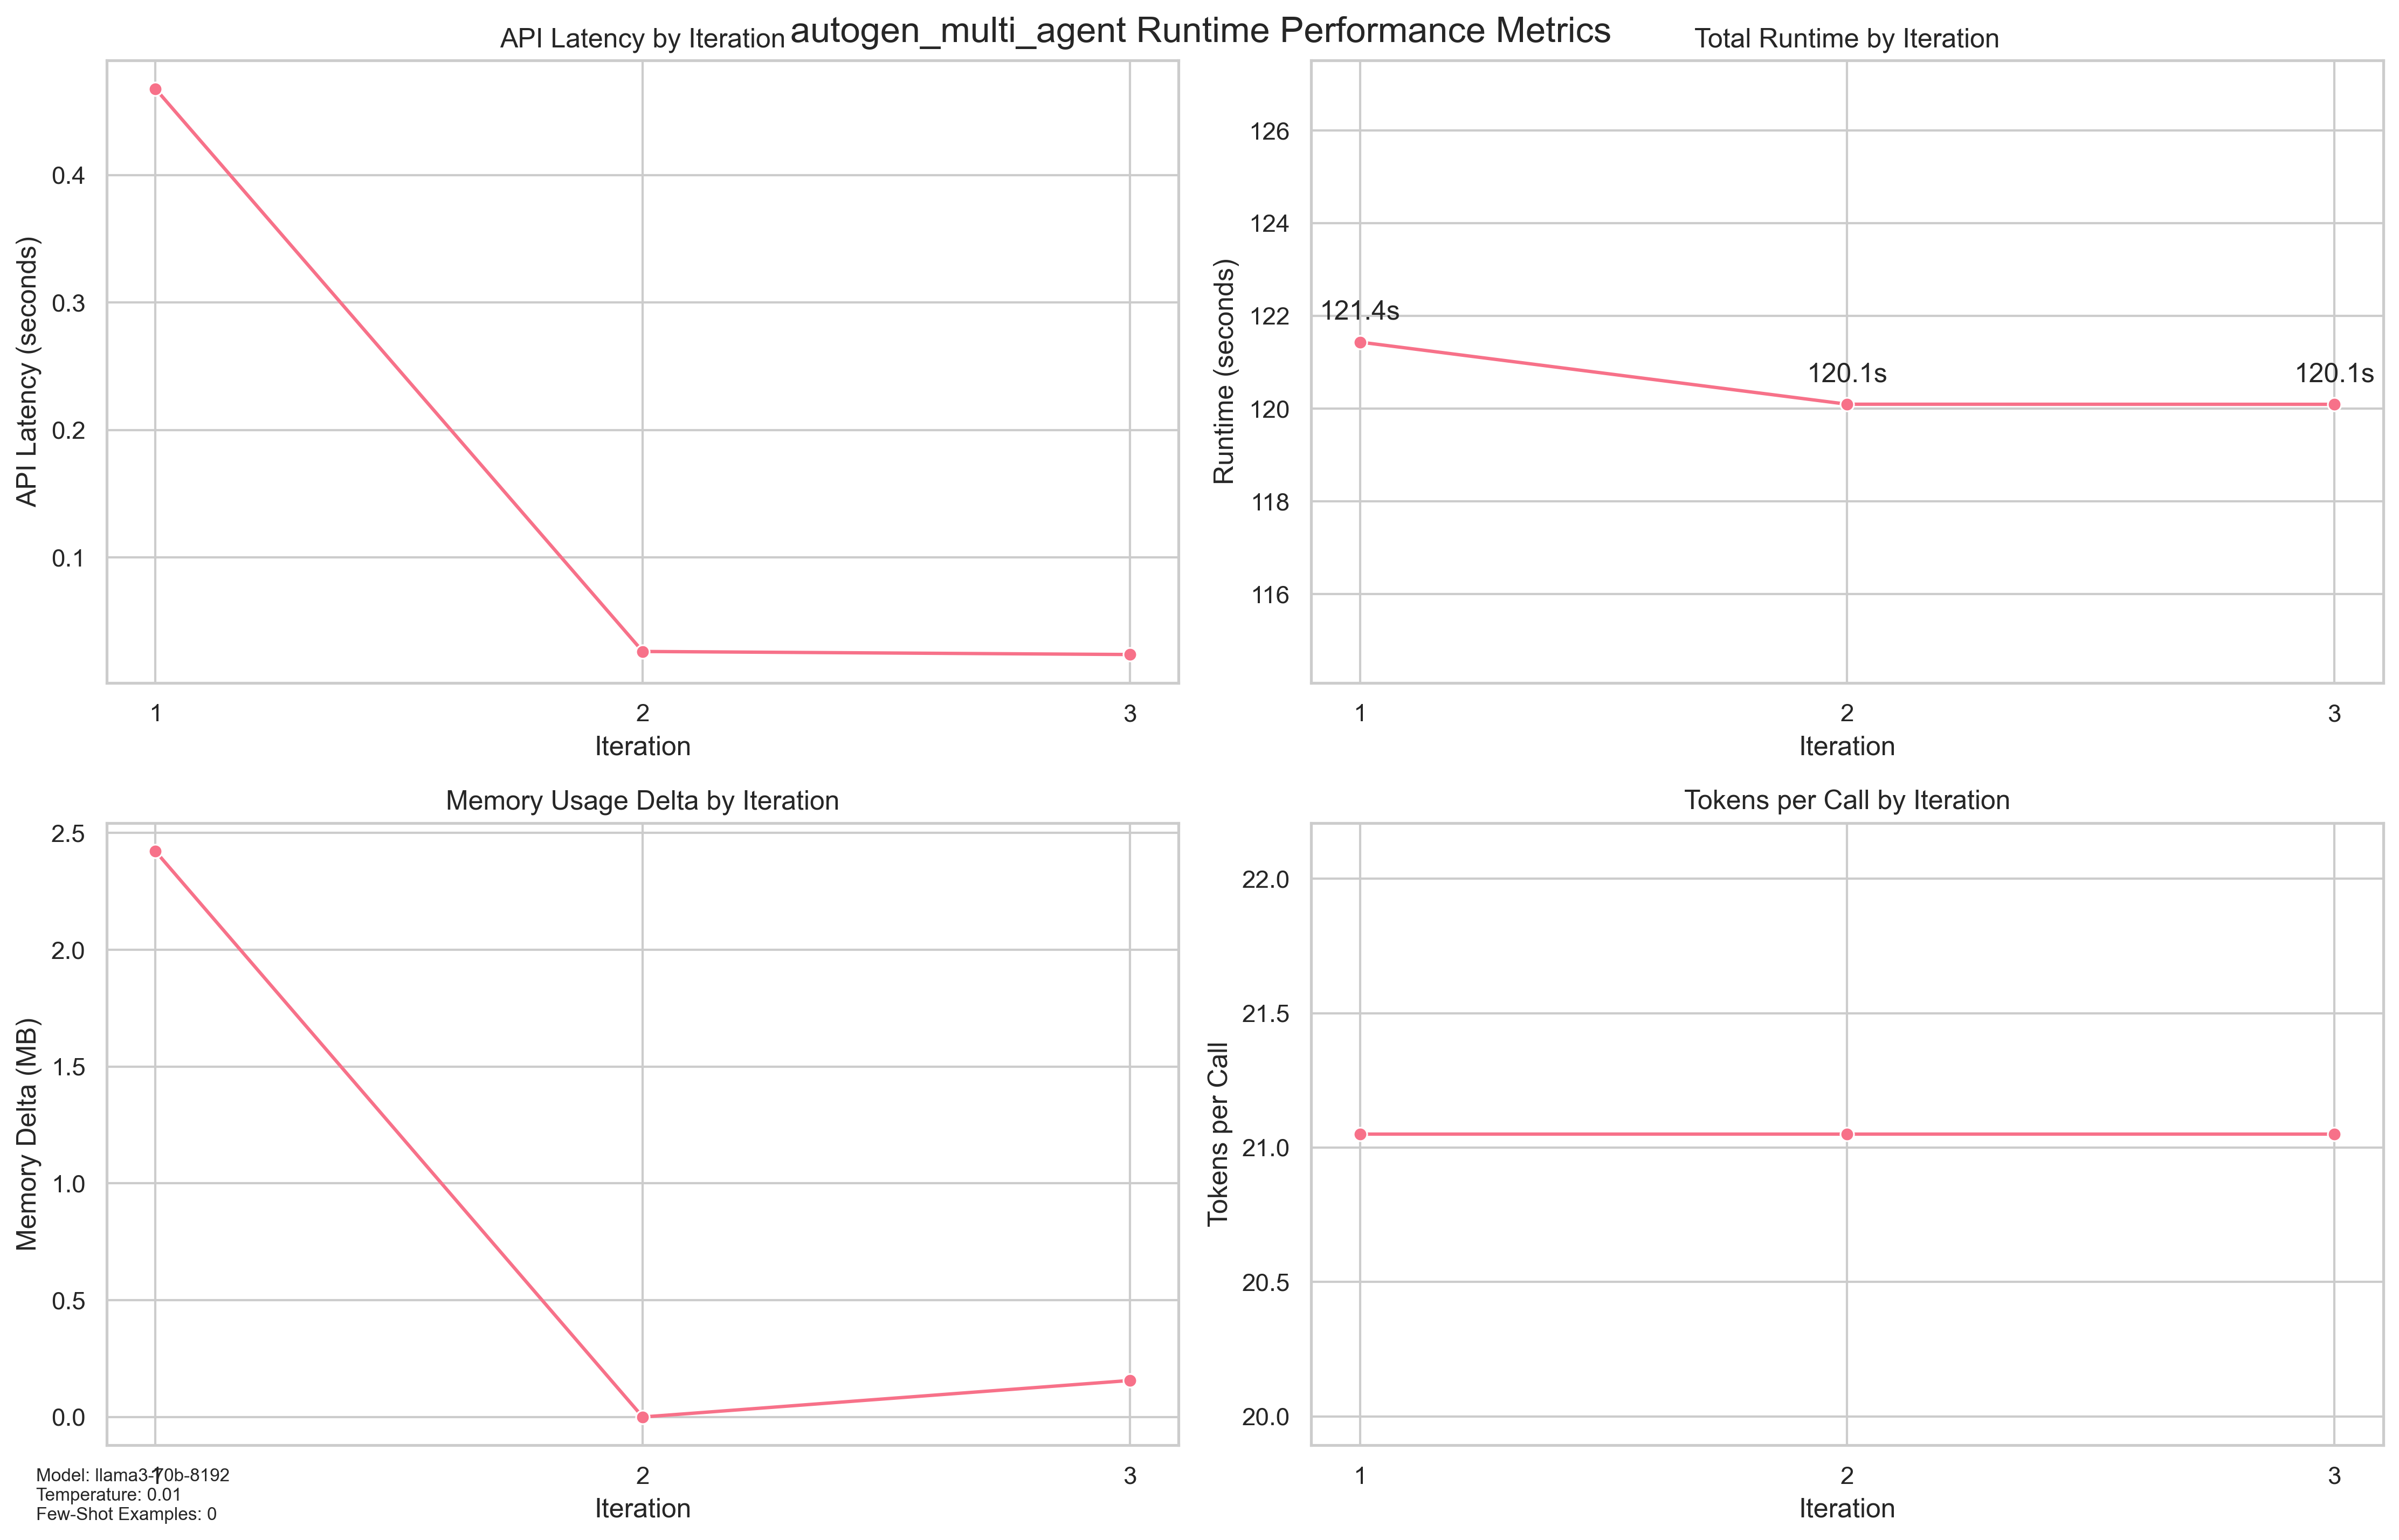 autogen_multi_agent Runtime Performance Metrics
API Latency by Iteration
API Latency (seconds)
0.4
0.3
0.2
0.1
1
2
3
Iteration
Total Runtime by Iteration
Runtime (seconds)
126
124
122
120
118
116
121.4s
120.1s
120.1s
1
2
3
Iteration
Memory Usage Delta by Iteration
Memory Delta (MB)
2.5
2.0
1.5
1.0
0.5
0.0
1
2
3
Iteration
Tokens per Call by Iteration
Tokens per Call
22.0
21.5
21.0
20.5
20.0
1
2
3
Iteration
Model: llama3-70b-8192
Temperature: 0.01
Few-Shot Examples: 0